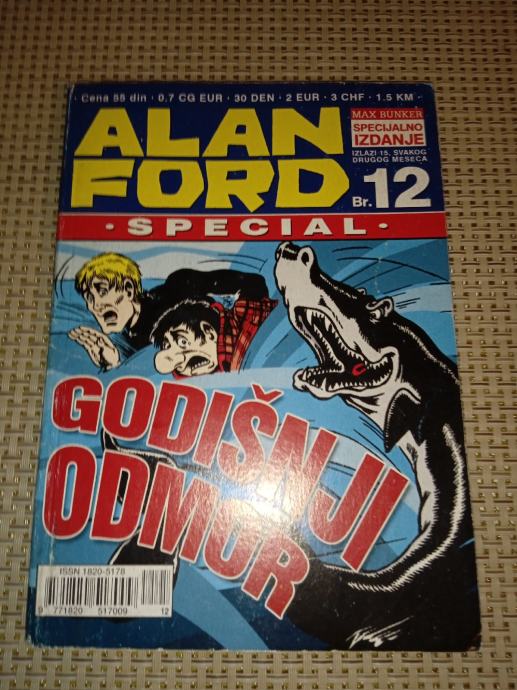 Cena 55 din · 0,7 CG EUR · 30 DEN · 2 EUR · 3 CHF · 1.5 KM ·
ALAN
FORD
MAX BUNKER
SPECIJALNO
IZDANJE
IZLAZI 15. SVAKOG
DRUGOG MESECA
Br. 12
· SPECIAL ·
GODIŠNJI
ODMOR
ISSN 1820-5178
9 771820 517009
12